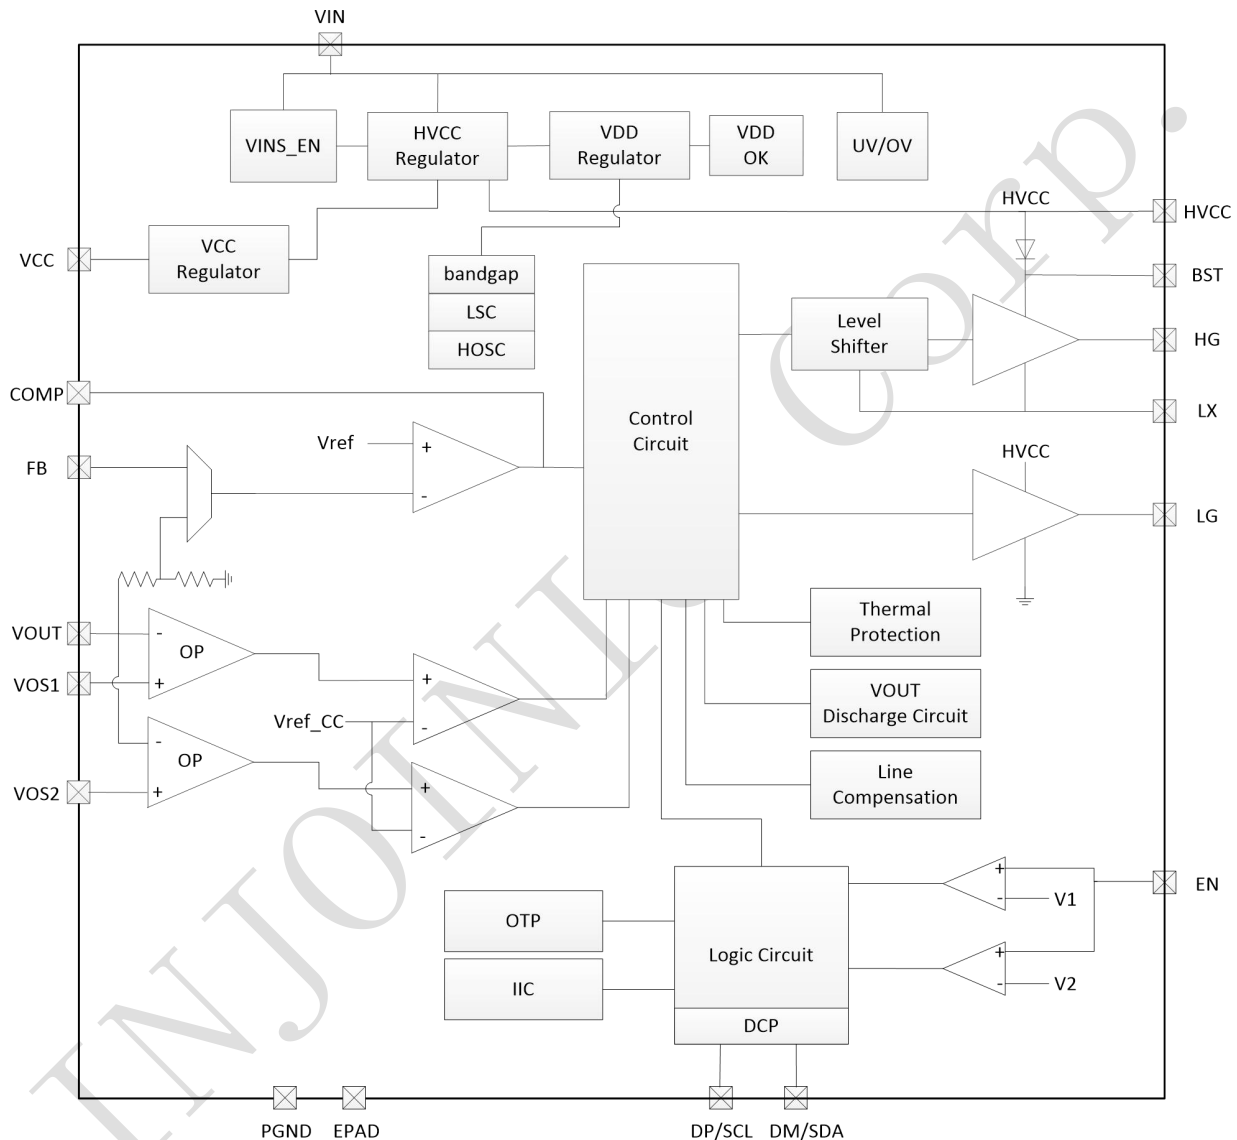 VIN
VINS_EN
HVCC
Regulator
VDD
Regulator
VDD
OK
UV/OV
HVCC
HVCC
VCC
VCC
Regulator
bandgap
LSC
HOSC
BST
Level
Shifter
HG
COMP
LX
Control
Circuit
Vref
+
-
FB
HVCC
LG
VOUT
-
OP
+
VOS1
Thermal
Protection
+
Vref_CC
-
VOUT
Discharge Circuit
-
OP
+
VOS2
+
-
Line
Compensation
+
-
V1
EN
OTP
Logic Circuit
+
-
V2
IIC
DCP
PGND
EPAD
DP/SCL
DM/SDA
INJOINIC Corp.